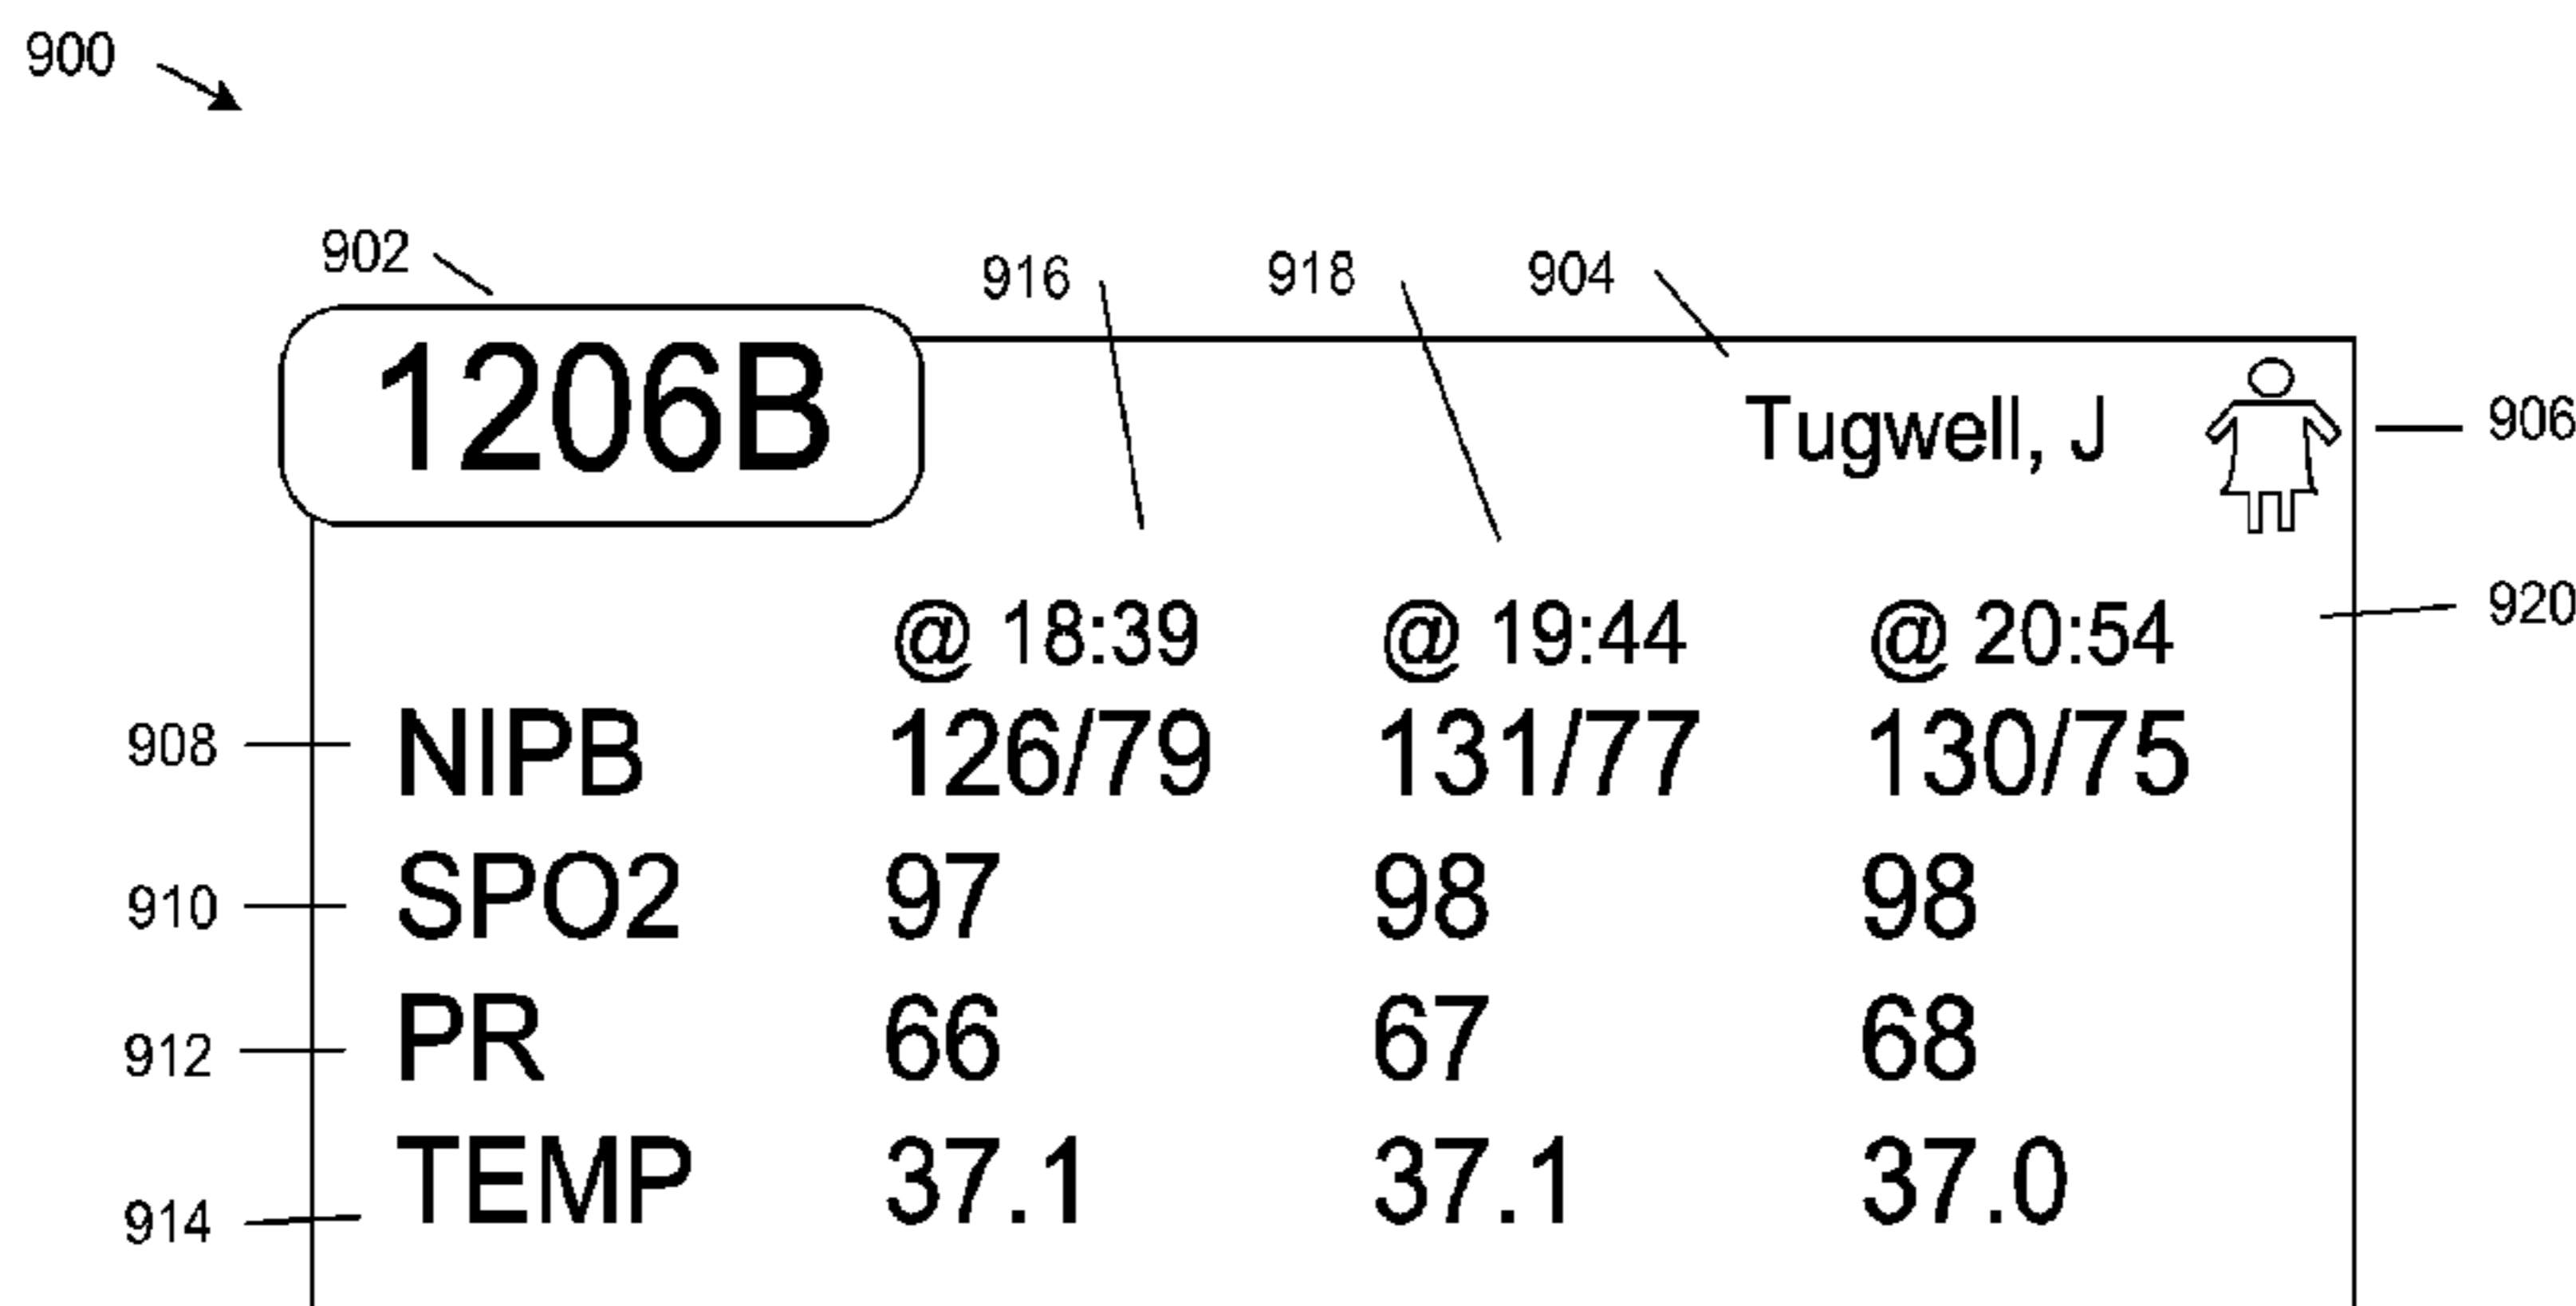 900
902 916 918 904
1206B
Tugwell, J 906
@ 18:39 @ 19:44 @ 20:54 920
908 NIPB 126/79 131/77 130/75
910 SPO2 97 98 98
912 PR 66 67 68
914 TEMP 37.1 37.1 37.0